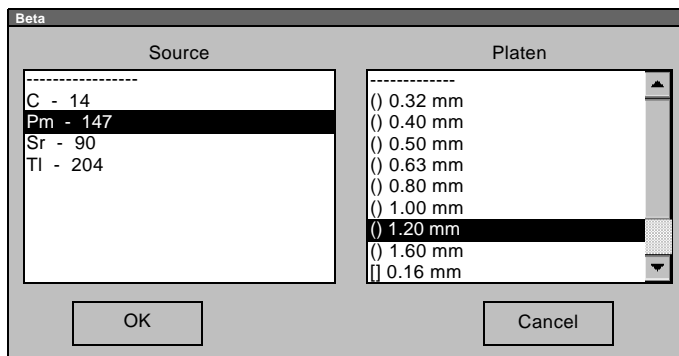 Beta
Source
-----------------
C - 14
Pm - 147
Sr - 90
Tl - 204
Platen
-------------
() 0.32 mm
() 0.40 mm
() 0.50 mm
() 0.63 mm
() 0.80 mm
() 1.00 mm
() 1.20 mm
() 1.60 mm
[] 0.16 mm
OK
Cancel